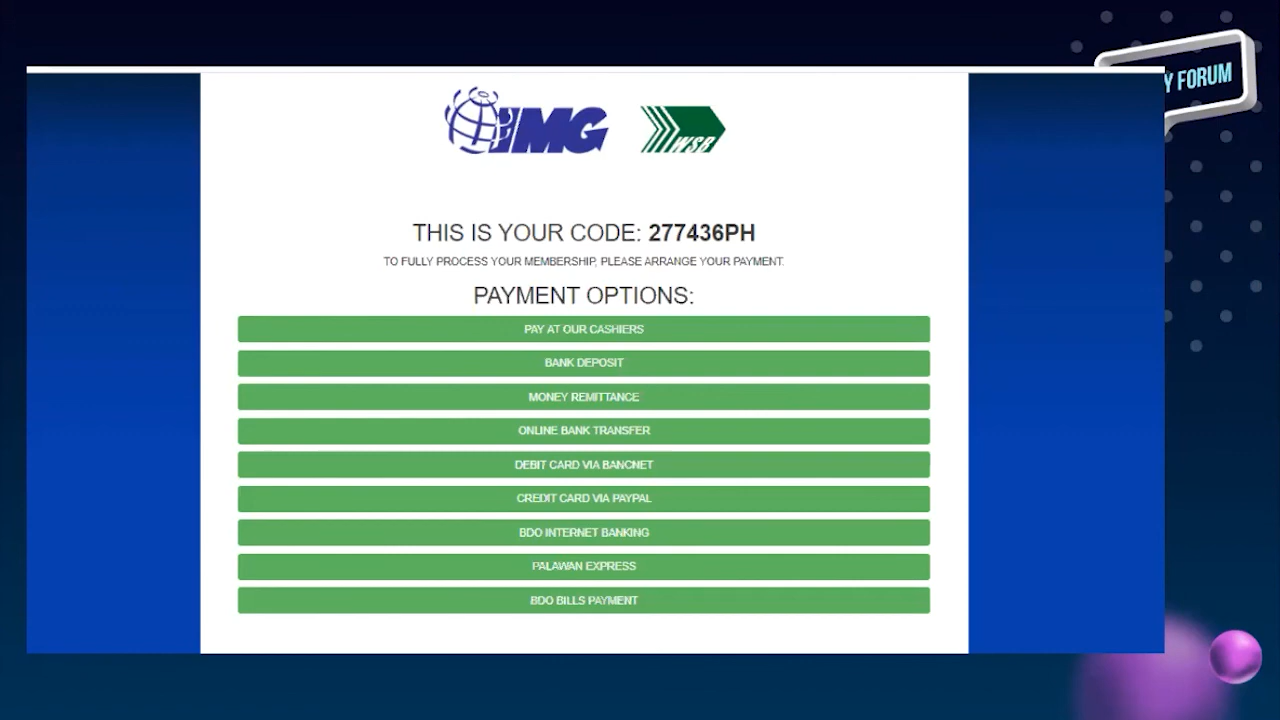 Y FORUM
IMG
WSB
THIS IS YOUR CODE: 277436PH
TO FULLY PROCESS YOUR MEMBERSHIP, PLEASE ARRANGE YOUR PAYMENT.
PAYMENT OPTIONS:
PAY AT OUR CASHIERS
BANK DEPOSIT
MONEY REMITTANCE
ONLINE BANK TRANSFER
DEBIT CARD VIA BANCNET
CREDIT CARD VIA PAYPAL
BDO INTERNET BANKING
PALAWAN EXPRESS
BDO BILLS PAYMENT